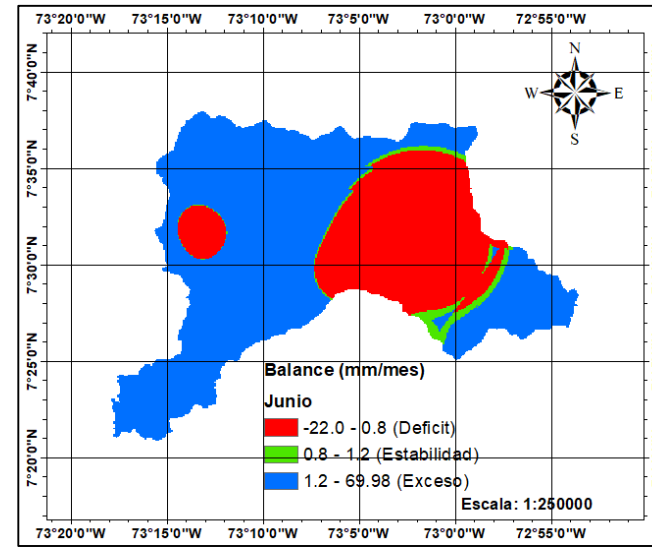 73°20'0"W 73°15'0"W 73°10'0"W 73°5'0"W 73°0'0"W 72°55'0"W
7°40'0"N
7°35'0"N
7°30'0"N
7°25'0"N
7°20'0"N
N
W E
S
Balance (mm/mes)
Junio
-22.0 - 0.8 (Deficit)
0.8 - 1.2 (Estabilidad)
1.2 - 69.98 (Exceso)
Escala: 1:250000
73°20'0"W 73°15'0"W 73°10'0"W 73°5'0"W 73°0'0"W 72°55'0"W